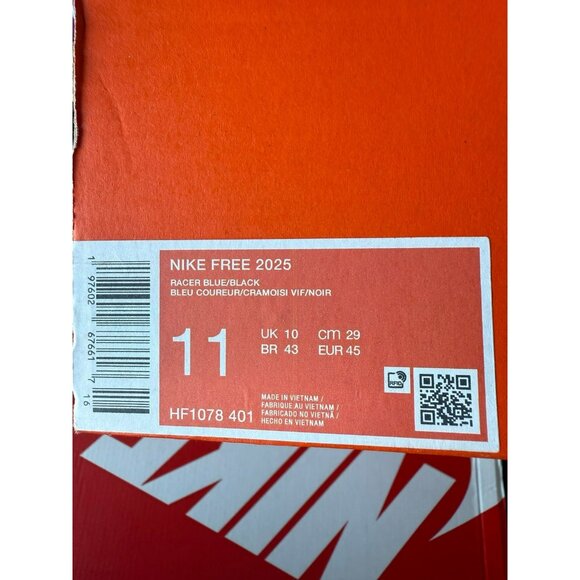 NIKE FREE 2025
RACER BLUE/BLACK
BLEU COUREUR/CRAMOISI VIF/NOIR
11
UK 10 cm 29
BR 43 EUR 45
HF1078 401
MADE IN VIETNAM/
FABRIQUE AU VIETNAM/
FABRICADO NO VIETNÃ/
HECHO EN VIETNAM
RFID
1 97602 67661 7 16
NIK